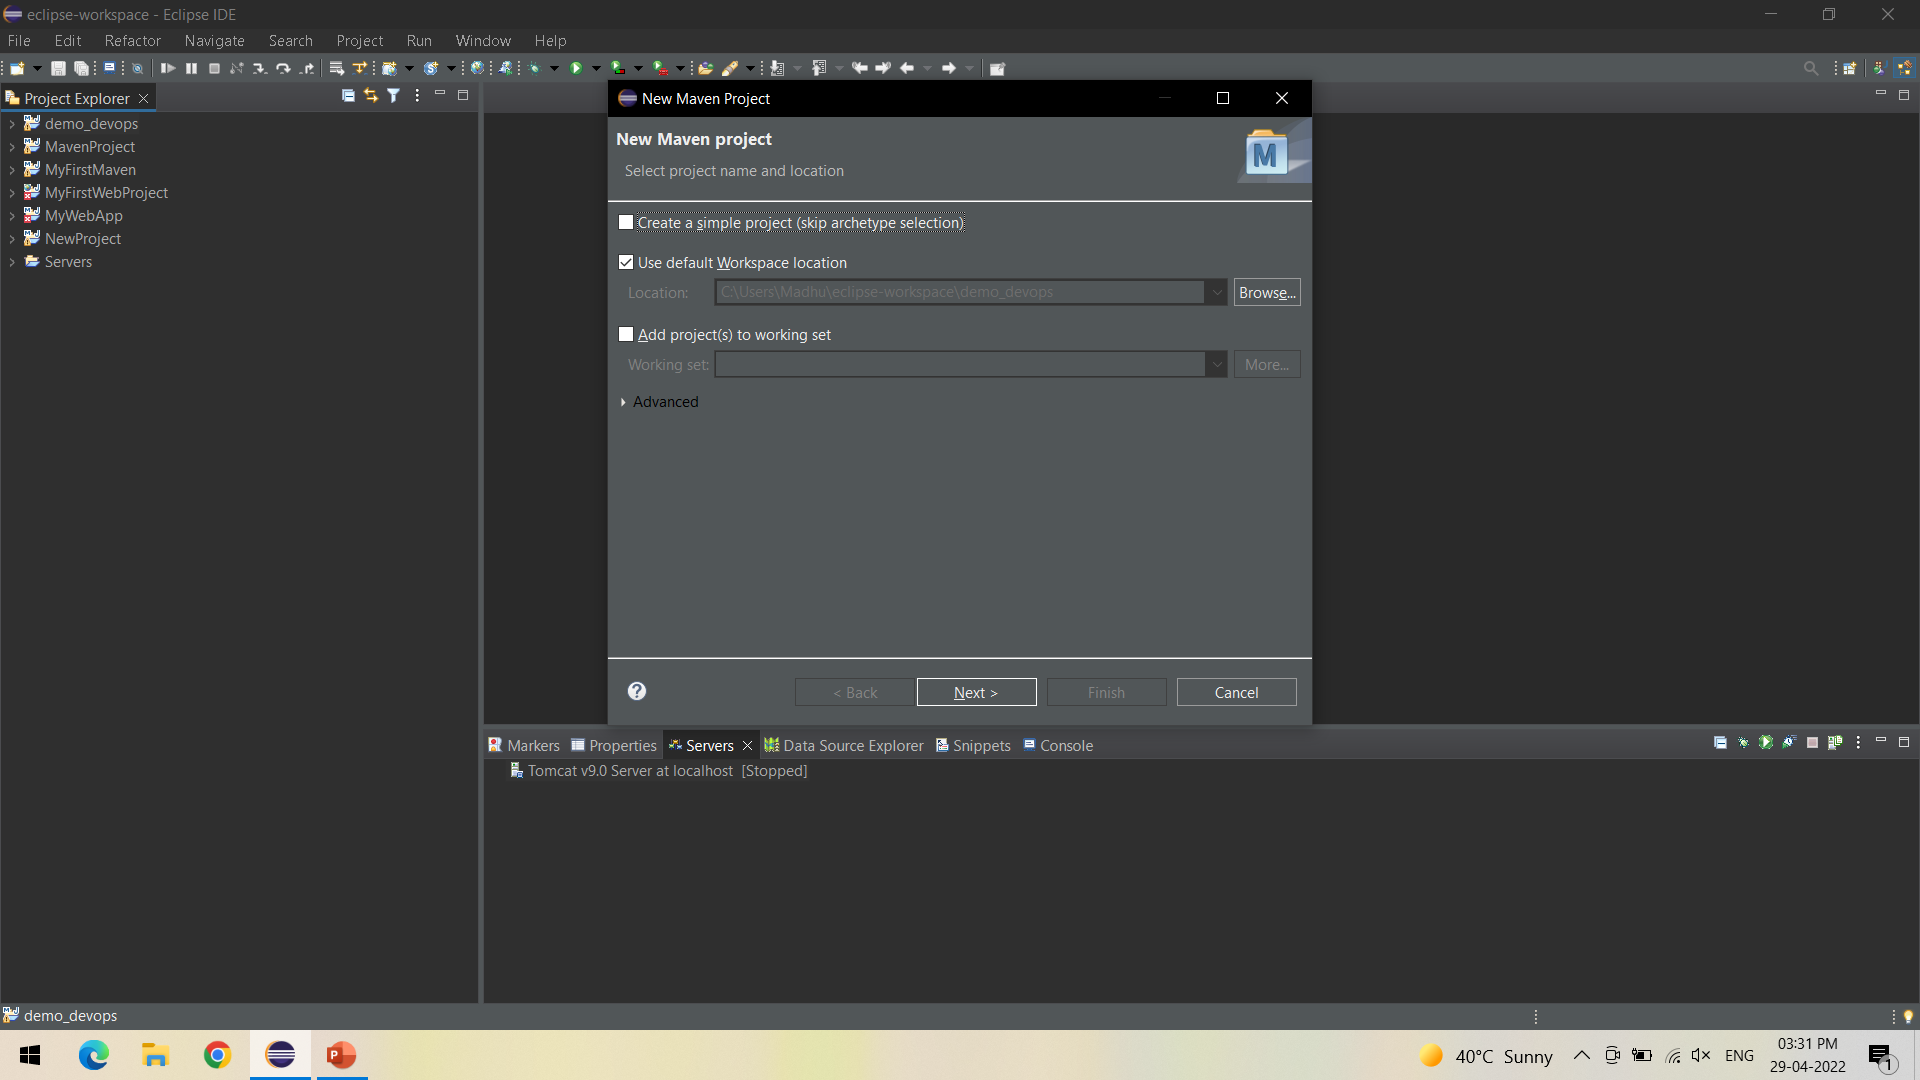 eclipse-workspace - Eclipse IDE
File Edit Refactor Navigate Search Project Run Window Help
Project Explorer
demo_devops
MavenProject
MyFirstMaven
MyFirstWebProject
MyWebApp
NewProject
Servers
New Maven Project
New Maven project
Select project name and location
M
Create a simple project (skip archetype selection)
Use default Workspace location
Location: C:\Users\Madhu\eclipse-workspace\demo_devops Browse...
Add project(s) to working set
Working set: More...
Advanced
< Back Next > Finish Cancel
Markers Properties Servers Data Source Explorer Snippets Console
Tomcat v9.0 Server at localhost [Stopped]
demo_devops
40°C Sunny ENG
03:31 PM
29-04-2022
1